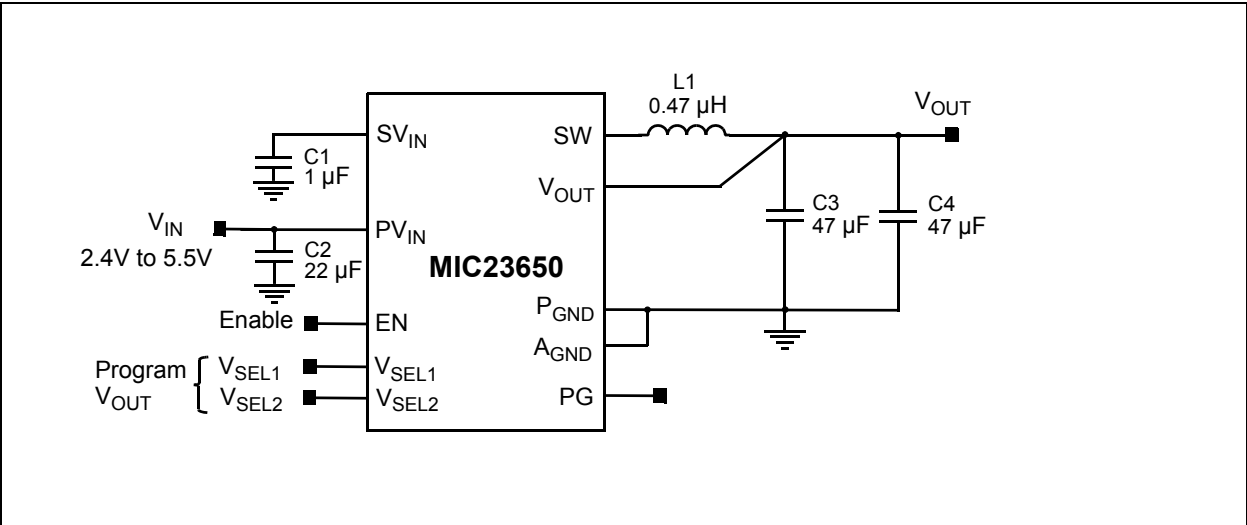 L1
0.47 µH
VOUT
SVIN
SW
C1
1 µF
VOUT
C3
47 µF
C4
47 µF
VIN
2.4V to 5.5V
PVIN
C2
22 µF
MIC23650
PGND
Enable
EN
AGND
Program
VOUT
VSEL1
VSEL1
VSEL2
VSEL2
PG